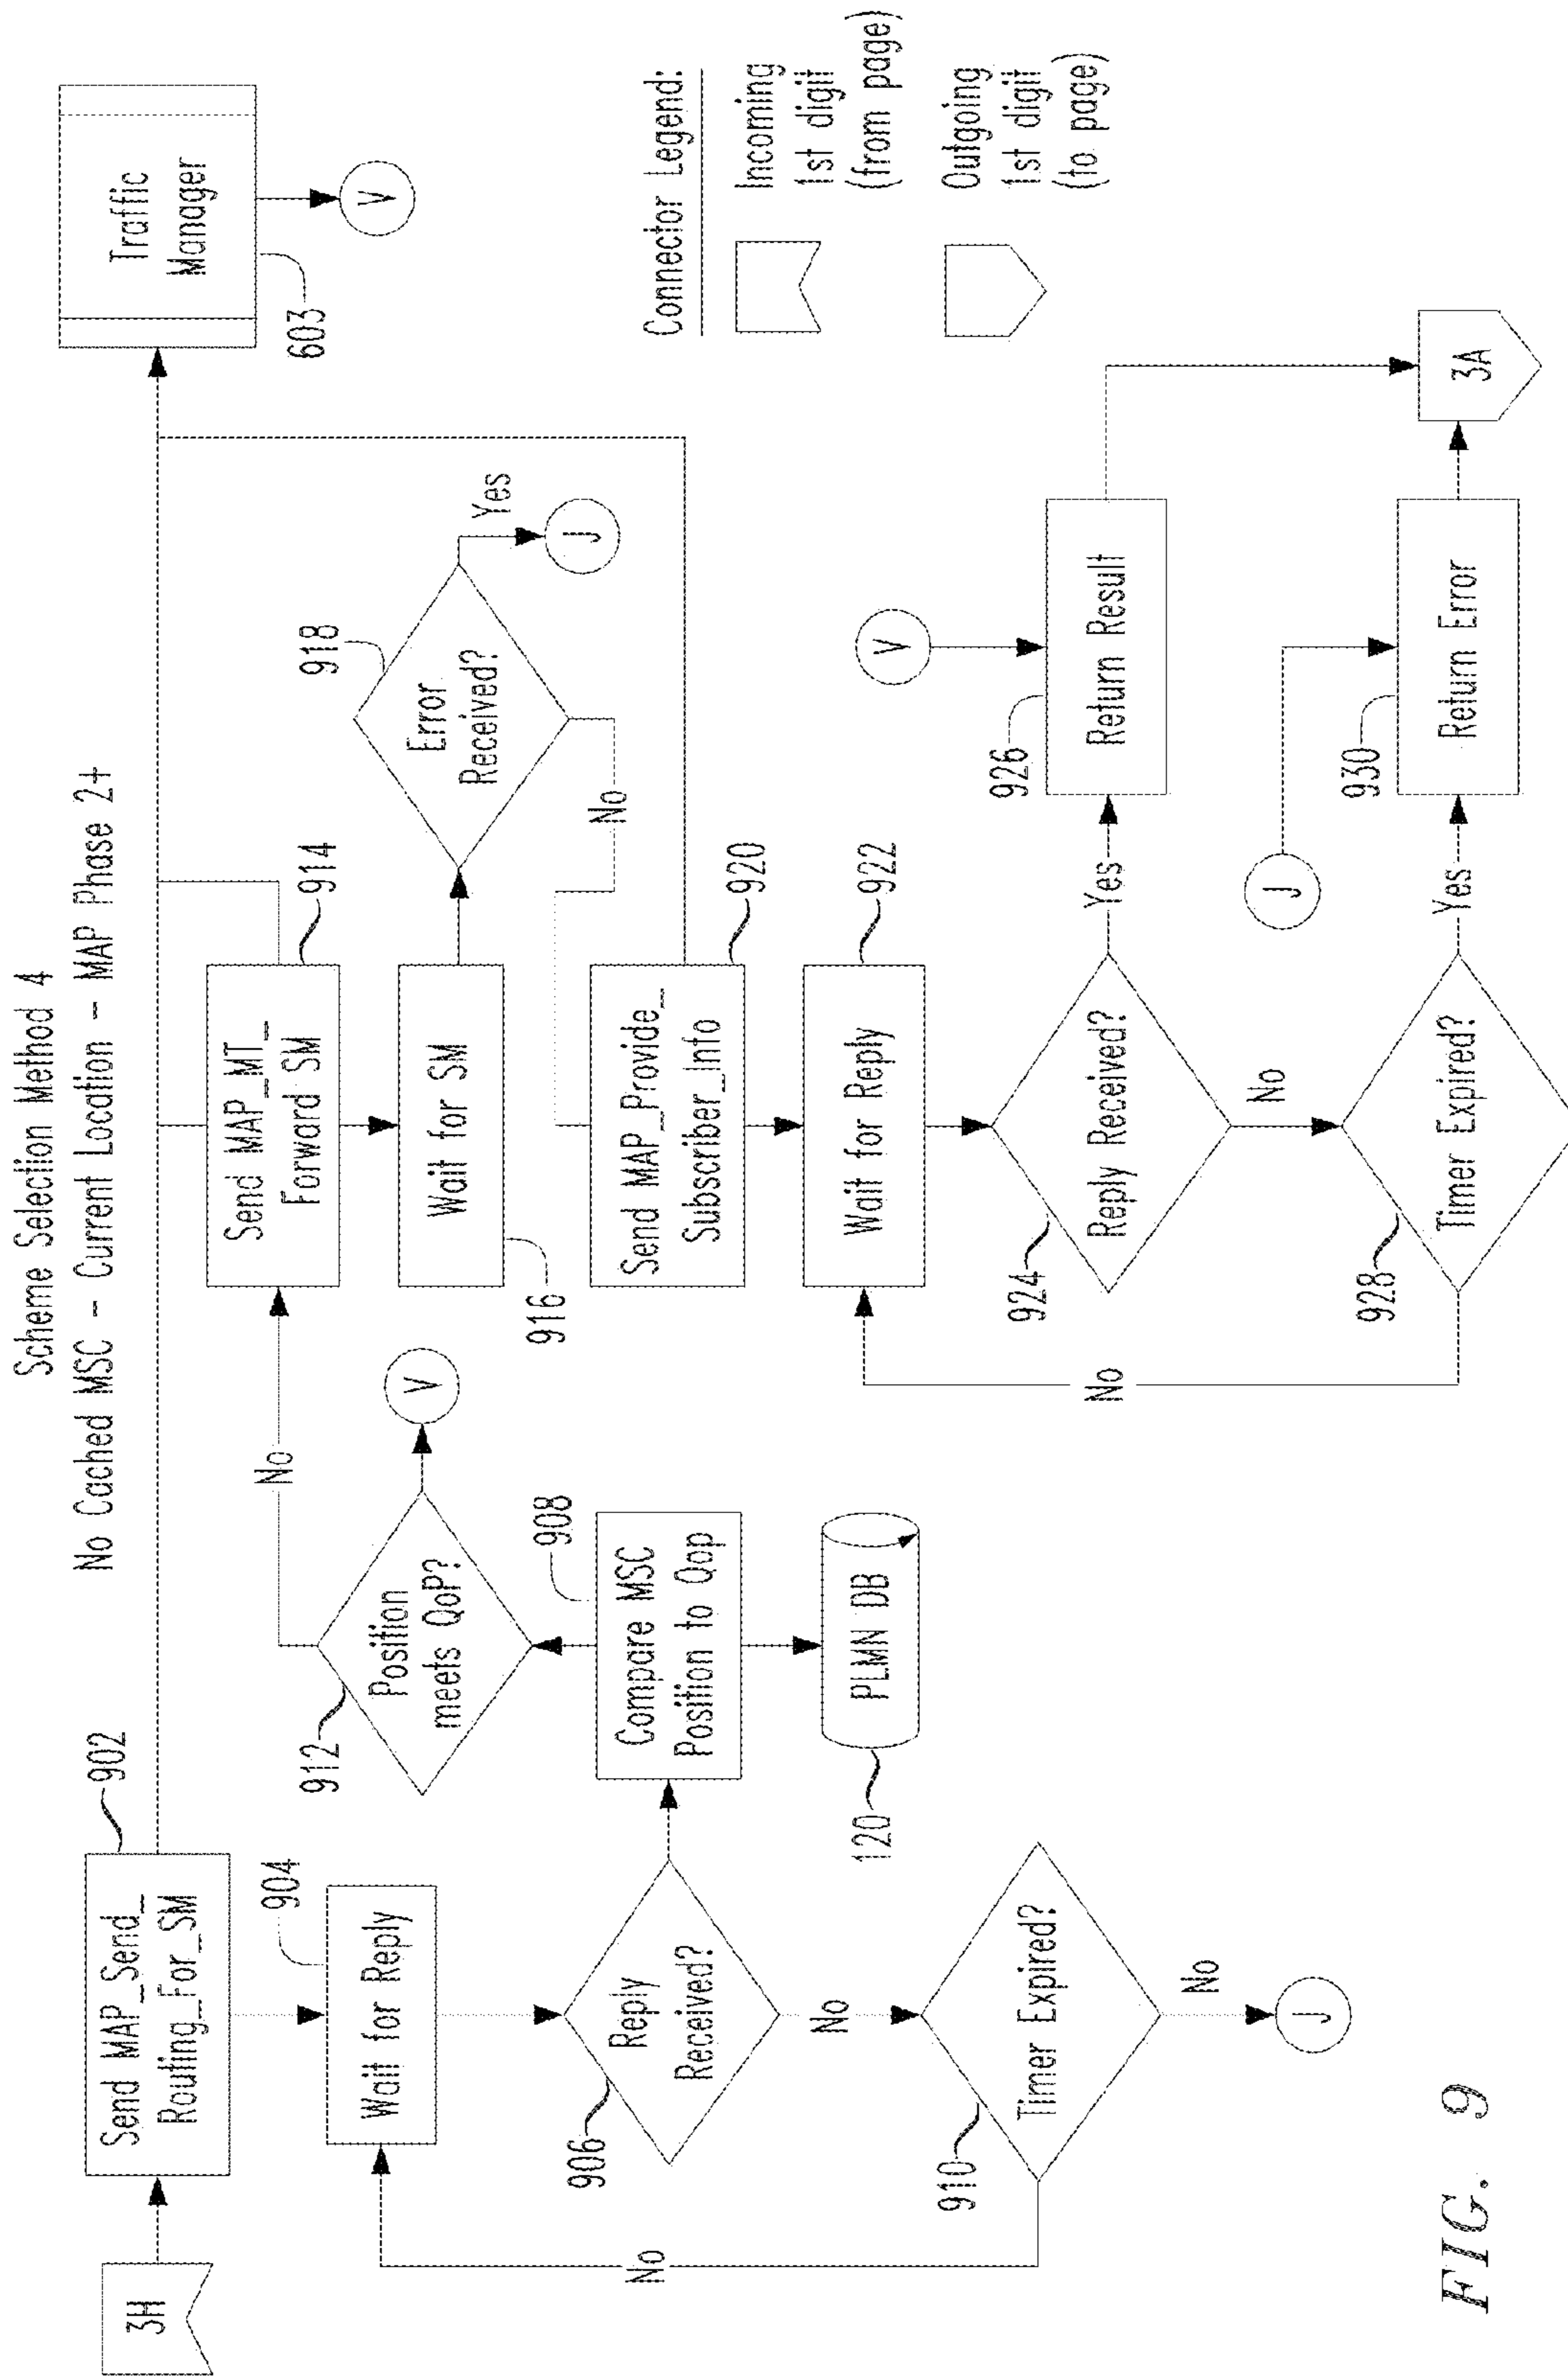 Scheme Selection Method 4
No Cached MSC - Current Location - MAP Phase 2+
3H
Send MAP_Send_
Routing_For_SM
902
Traffic
Manager
603
V
904
Wait for Reply
906
Reply
Received?
No
910
Timer Expired?
No
No
J
908
Compare MSC
Position to Qop
PLMN DB
120
912
Position
meets QoP?
V
No
Send MAP_MT_
Forward SM
914
Wait for SM
916
918
Error
Received?
Yes
J
No
Send MAP_Provide_
Subscriber_Info
920
Wait for Reply
922
924
Reply Received?
Yes
No
928
Timer Expired?
Yes
No
V
926
Return Result
J
930
Return Error
3A
Connector Legend:
Incoming
1st digit
(from page)
Outgoing
1st digit
(to page)
FIG. 9